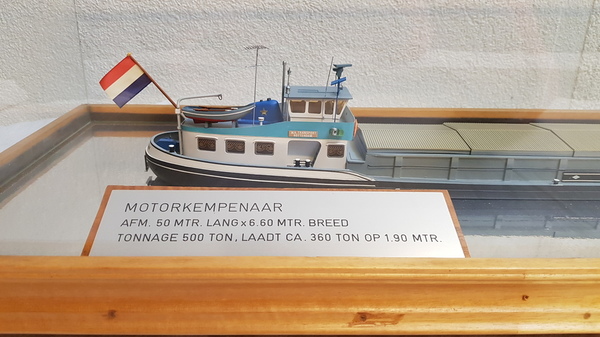 MOTORKEMPENAAR
AFM. 50 MTR. LANG x 6.60 MTR. BREED
TONNAGE 500 TON, LAADT CA. 360 TON OP 1.90 MTR.